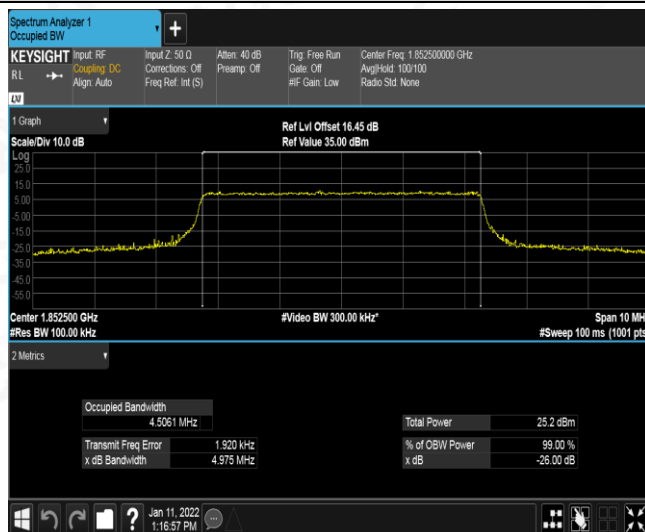 Spectrum Analyzer 1
Occupied BW
+
KEYSIGHT
RL
LXI
Input: RF
Coupling: DC
Align: Auto
Input Z: 50 Ω
Corrections: Off
Freq Ref: Int (S)
Atten: 40 dB
Preamp: Off
Trig: Free Run
Gate: Off
#IF Gain: Low
Center Freq: 1.852500000 GHz
Avg|Hold: 100/100
Radio Std: None
1 Graph
Scale/Div 10.0 dB
Ref Lvl Offset 16.45 dB
Ref Value 35.00 dBm
Log
25.0
15.0
5.00
-5.00
-15.0
-25.0
-35.0
-45.0
-55.0
Center 1.852500 GHz
#Res BW 100.00 kHz
#Video BW 300.00 kHz*
Span 10 MH
#Sweep 100 ms (1001 pts
2 Metrics
Occupied Bandwidth
4.5061 MHz
Transmit Freq Error 1.920 kHz
x dB Bandwidth 4.975 MHz
Total Power 25.2 dBm
% of OBW Power 99.00 %
x dB -26.00 dB
?
Jan 11, 2022
1:16:57 PM